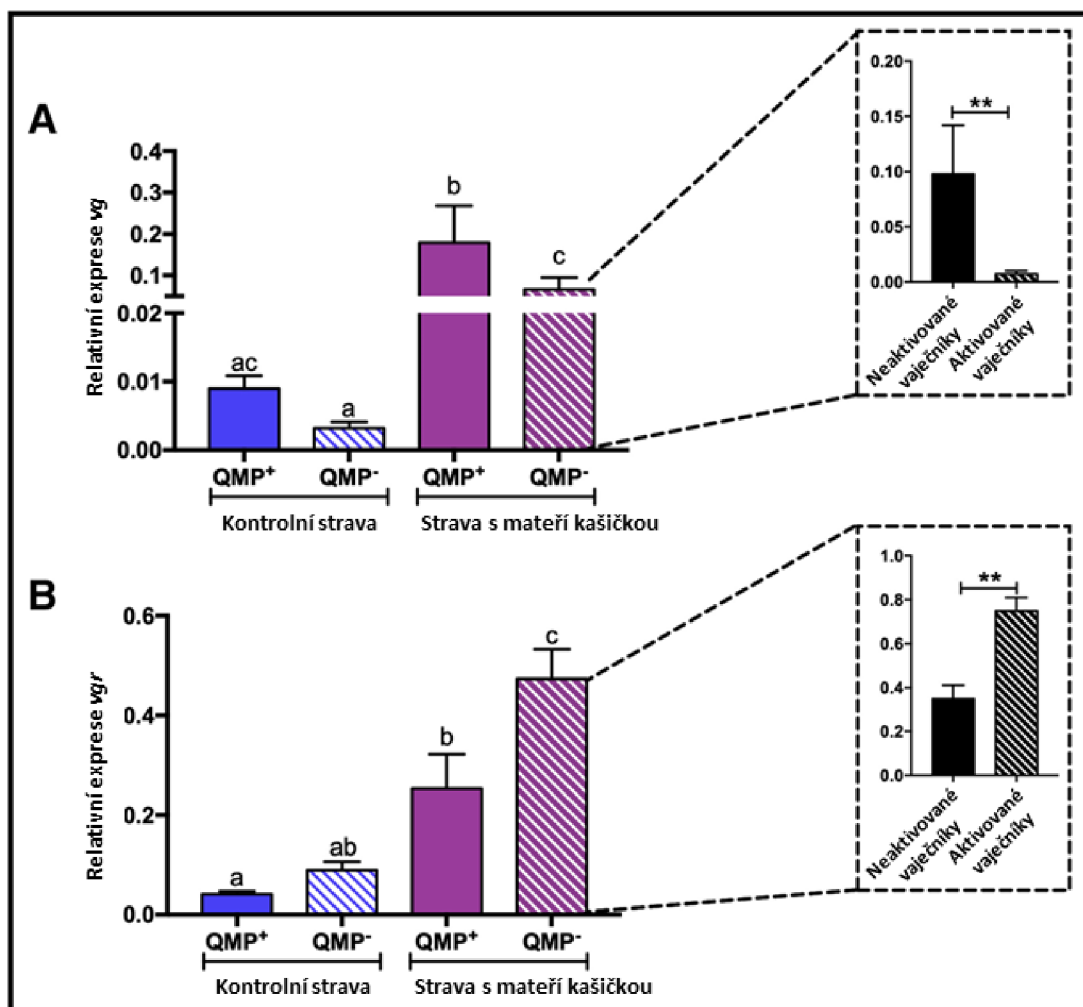 A
Relativní exprese vg
0.4
0.3
0.2
0.1
0.02
0.01
0.00
ac
a
b
c
QMP+
QMP-
QMP+
QMP-
Kontrolní strava
Strava s mateří kašičkou
0.20
0.15
0.10
0.05
0.00
**
Neaktivované
vaječníky
Aktivované
vaječníky
B
Relativní exprese vgr
0.6
0.4
0.2
0.0
a
ab
b
c
QMP+
QMP-
QMP+
QMP-
Kontrolní strava
Strava s mateří kašičkou
1.0
0.8
0.6
0.4
0.2
0.0
**
Neaktivované
vaječníky
Aktivované
vaječníky